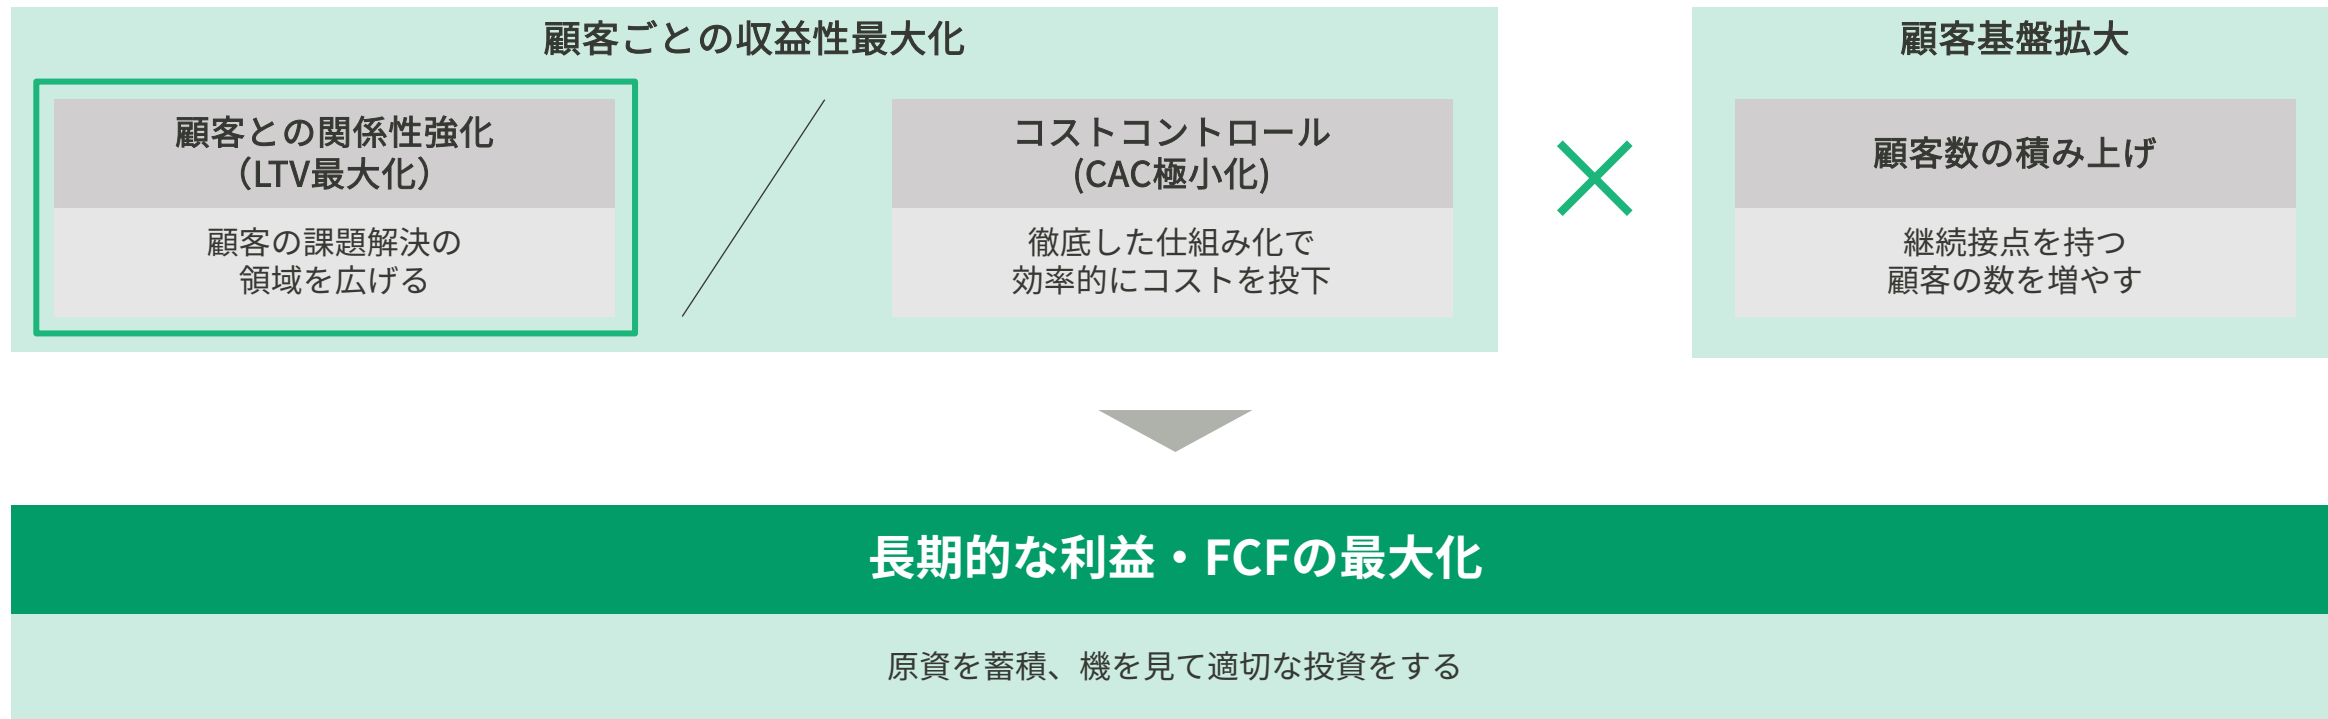 顧客ごとの収益性最大化
顧客との関係性強化
（LTV最大化）
顧客の課題解決の
領域を広げる
コストコントロール
(CAC極小化)
徹底した仕組み化で
効率的にコストを投下
顧客基盤拡大
顧客数の積み上げ
継続接点を持つ
顧客の数を増やす
長期的な利益・FCFの最大化
原資を蓄積、機を見て適切な投資をする